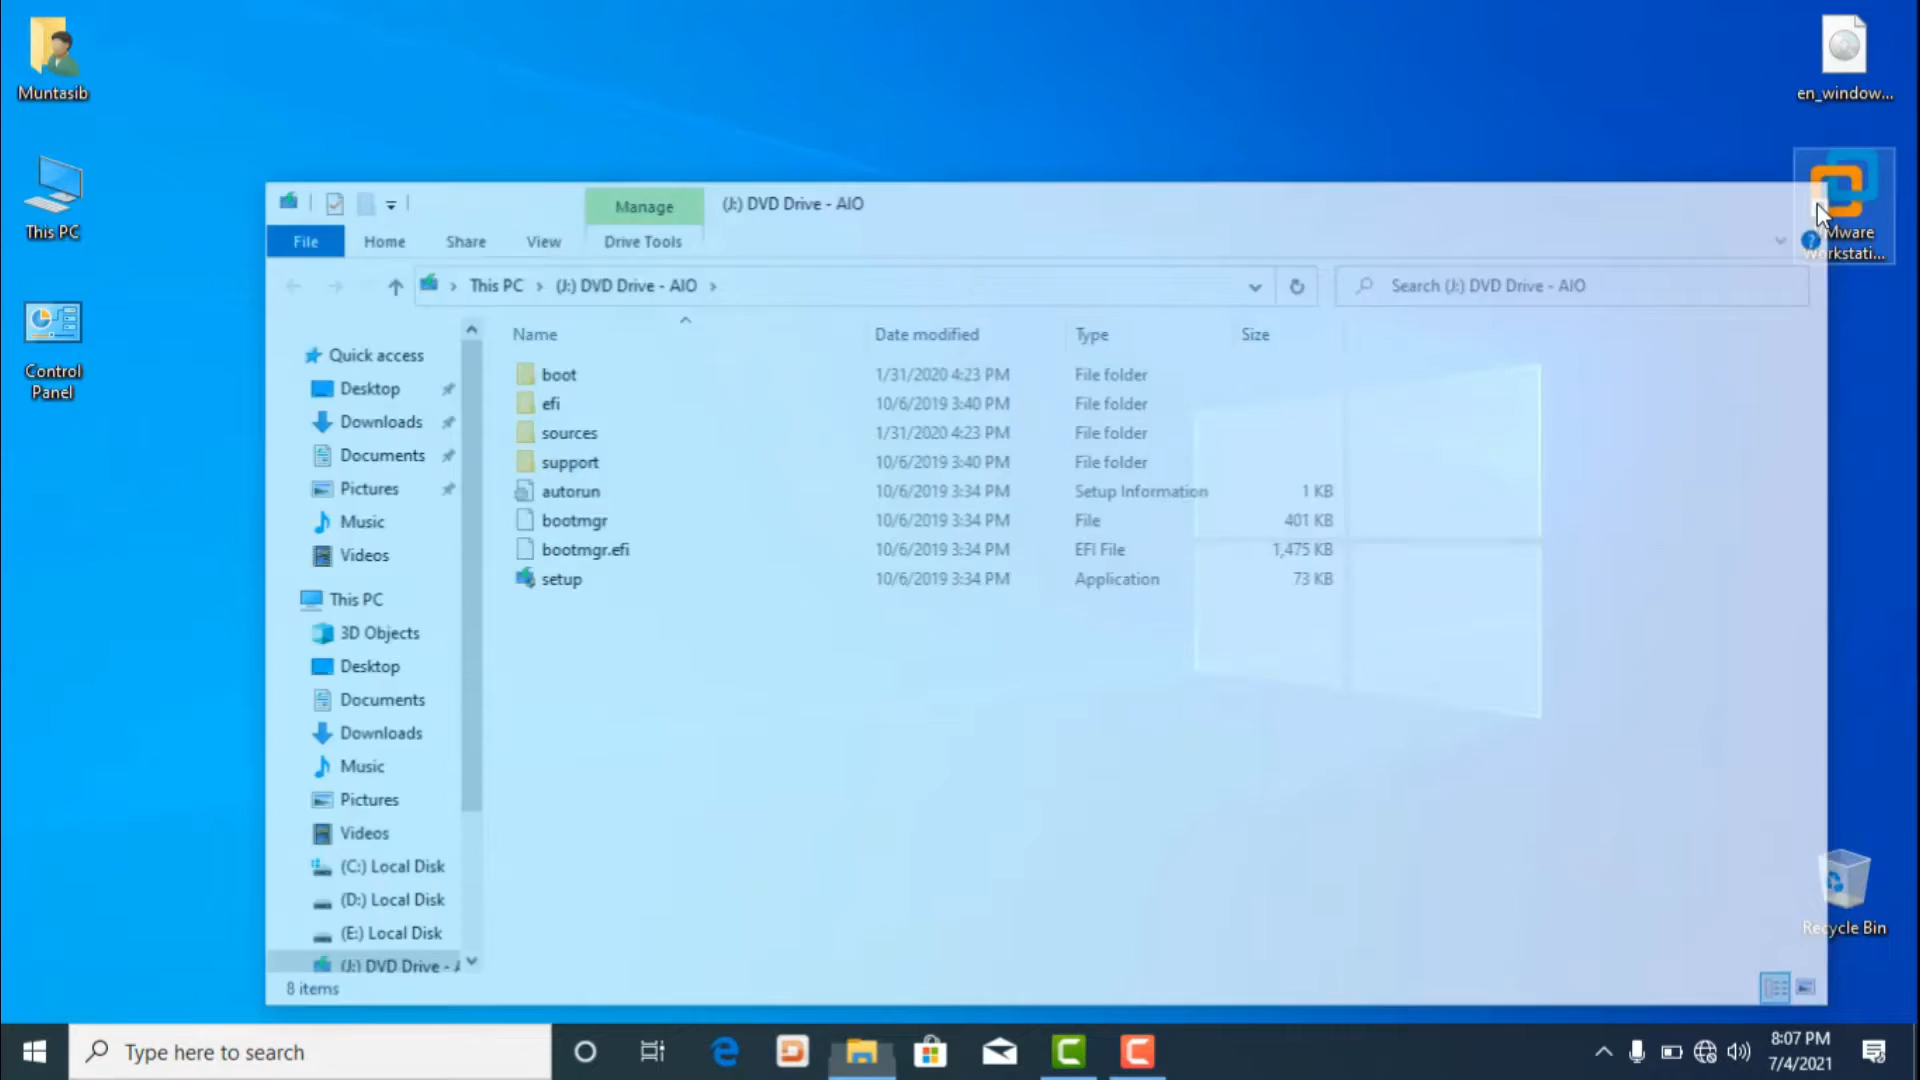 Muntasib
This PC
Control
Panel
en_window...
Mware
Workstati...
Recycle Bin
Manage
(J:) DVD Drive - AIO
File
Home
Share
View
Drive Tools
This PC
(J:) DVD Drive - AIO
Search (J:) DVD Drive - AIO
Name
Date modified
Type
Size
Quick access
Desktop
Downloads
Documents
Pictures
Music
Videos
This PC
3D Objects
Desktop
Documents
Downloads
Music
Pictures
Videos
(C:) Local Disk
(D:) Local Disk
(E:) Local Disk
(J:) DVD Drive - A
boot 1/31/2020 4:23 PM File folder
efi 10/6/2019 3:40 PM File folder
sources 1/31/2020 4:23 PM File folder
support 10/6/2019 3:40 PM File folder
autorun 10/6/2019 3:34 PM Setup Information 1 KB
bootmgr 10/6/2019 3:34 PM File 401 KB
bootmgr.efi 10/6/2019 3:34 PM EFI File 1,475 KB
setup 10/6/2019 3:34 PM Application 73 KB
8 items
Type here to search
8:07 PM
7/4/2021